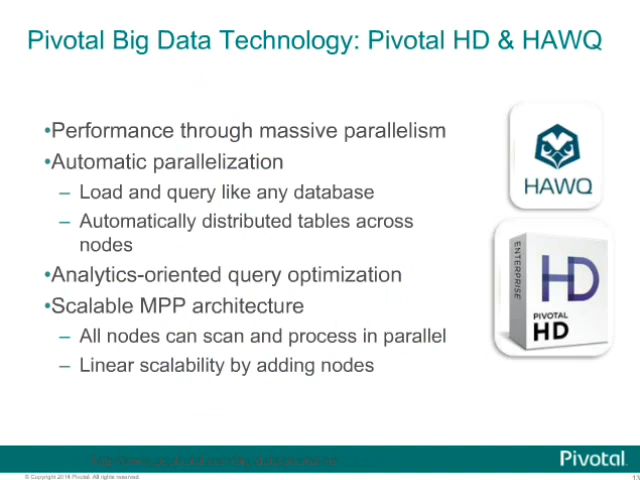 Pivotal Big Data Technology: Pivotal HD & HAWQ
•Performance through massive parallelism
•Automatic parallelization
– Load and query like any database
– Automatically distributed tables across
nodes
•Analytics-oriented query optimization
•Scalable MPP architecture
– All nodes can scan and process in parallel
– Linear scalability by adding nodes
HAWQ
ENTERPRISE
HD
PIVOTAL
HD
Pivotal.
© Copyright 2014 Pivotal. All rights reserved.